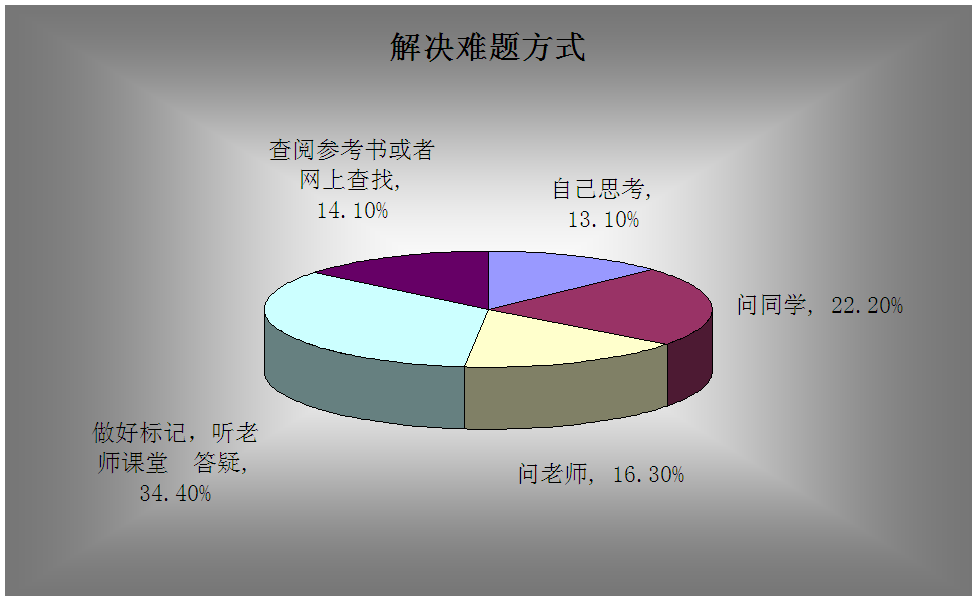 解决难题方式
查阅参考书或者
网上查找,
14.10%
自己思考,
13.10%
问同学, 22.20%
做好标记，听老
师课堂　答疑,
34.40%
问老师, 16.30%